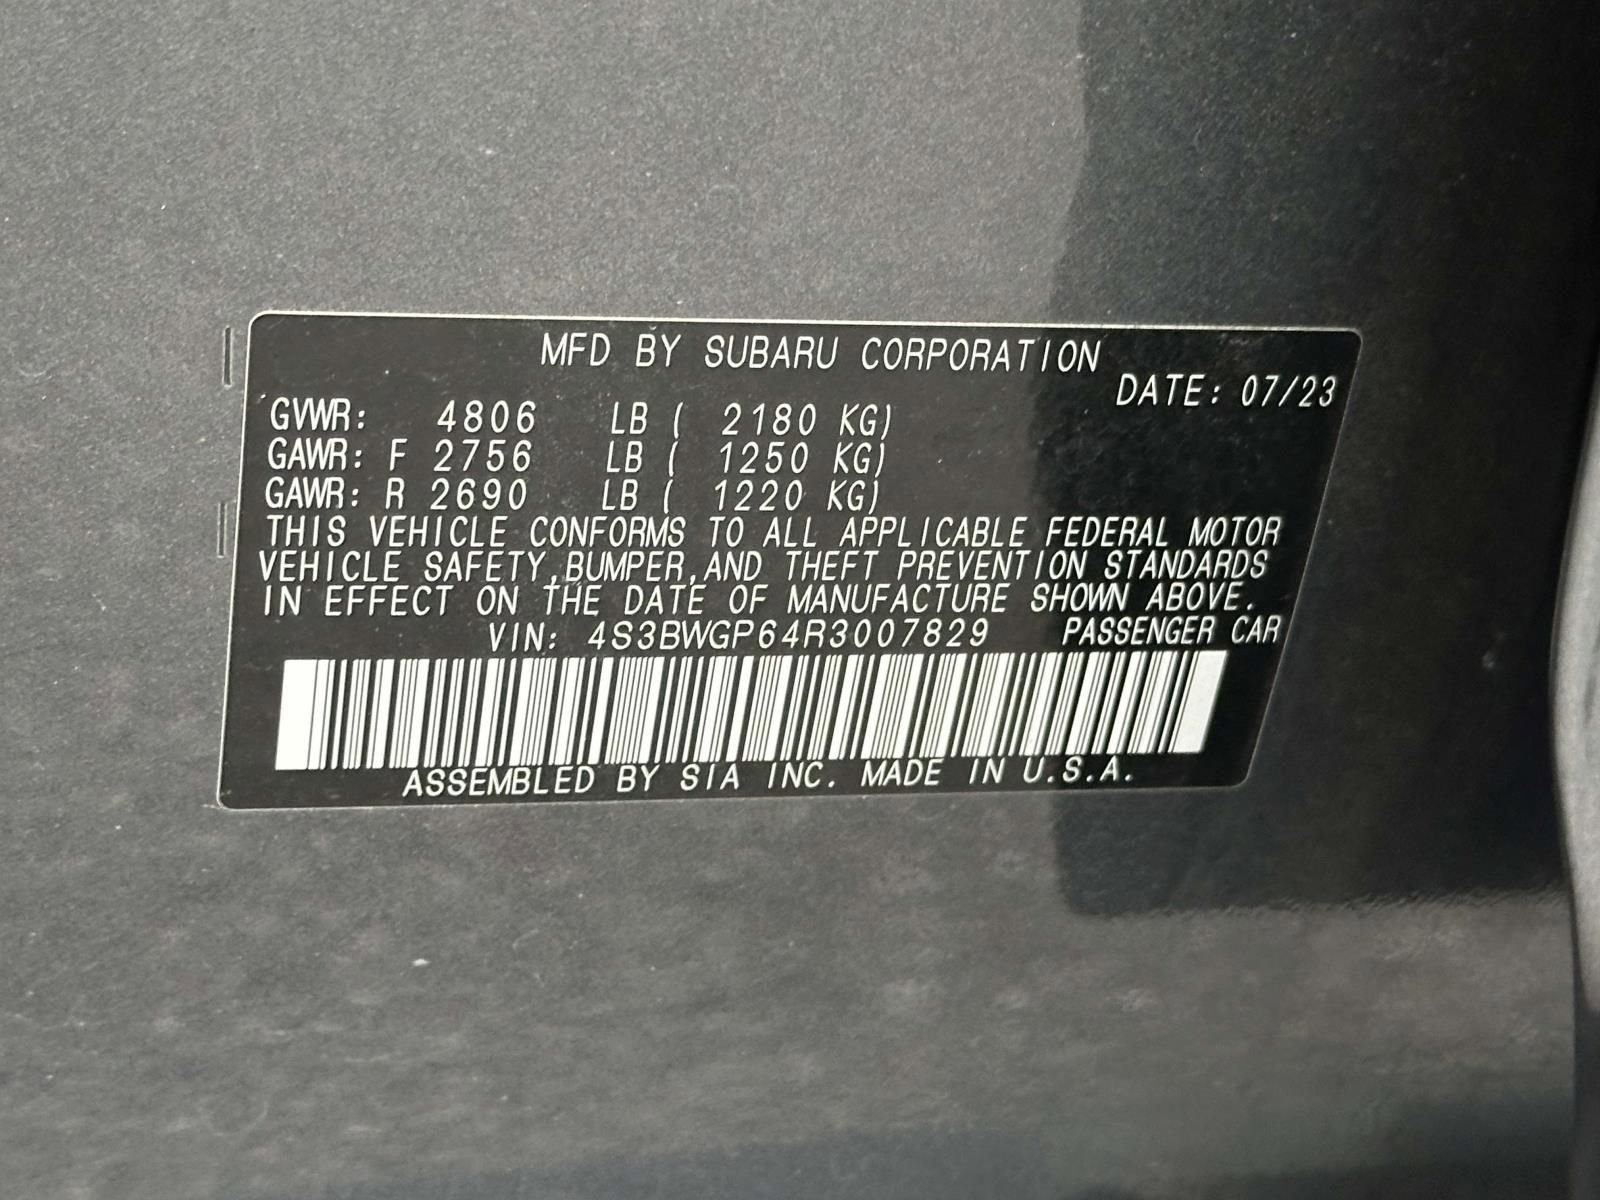 MFD BY SUBARU CORPORATION
DATE: 07/23
GVWR: 4806 LB ( 2180 KG)
GAWR: F 2756 LB ( 1250 KG)
GAWR: R 2690 LB ( 1220 KG)
THIS VEHICLE CONFORMS TO ALL APPLICABLE FEDERAL MOTOR
VEHICLE SAFETY,BUMPER,AND THEFT PREVENTION STANDARDS
IN EFFECT ON THE DATE OF MANUFACTURE SHOWN ABOVE.
VIN: 4S3BWGP64R3007829 PASSENGER CAR
ASSEMBLED BY SIA INC. MADE IN U.S.A.